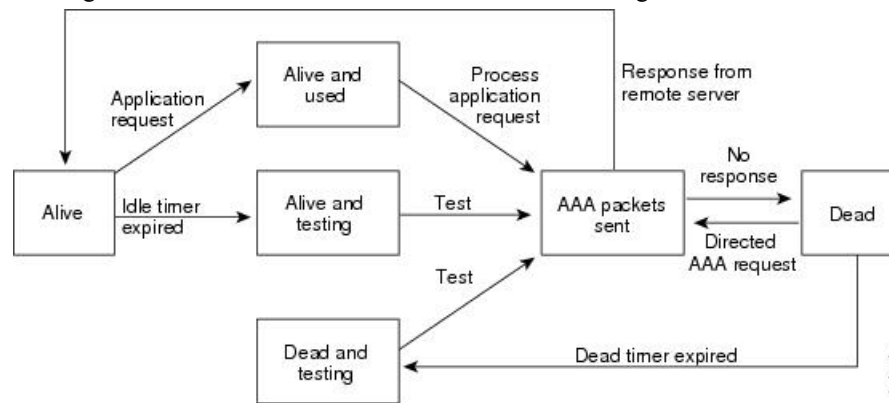 Alive and
used
Process
application
request
Response from
remote server
Application
request
No
response
Alive
Idle timer
expired
Alive and
testing
Test
AAA packets
sent
Dead
Directed
AAA request
Test
Dead and
testing
Dead timer expired